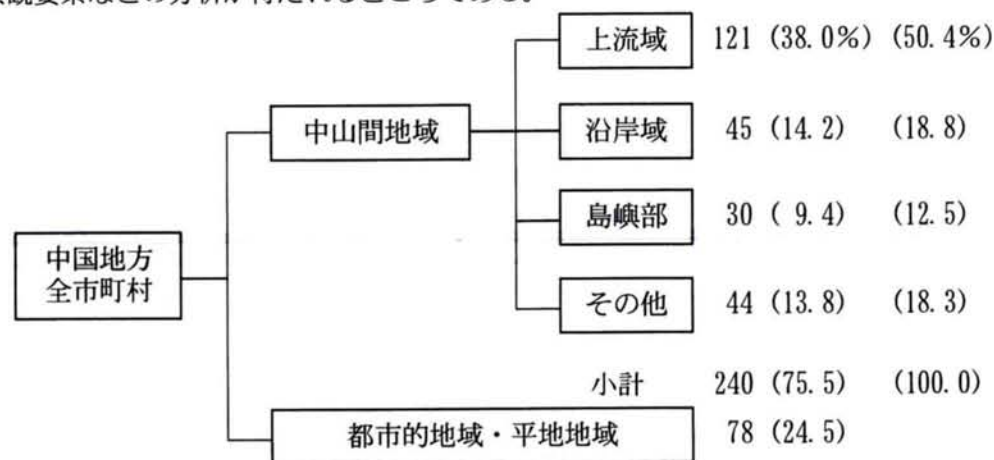 上流域 121 (38.0%) (50.4%)
中山間地域 沿岸域 45 (14.2) (18.8)
島嶼部 30 ( 9.4) (12.5)
中国地方
全市町村
その他 44 (13.8) (18.3)
小計 240 (75.5) (100.0)
都市的地域・平地地域 78 (24.5)